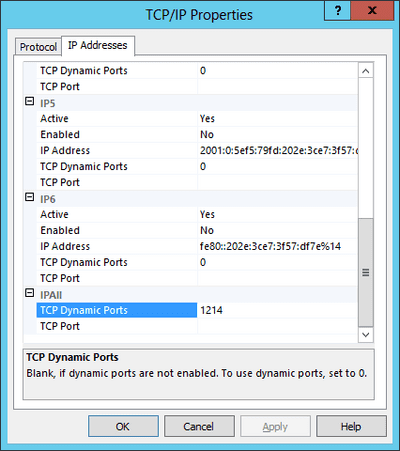 TCP/IP Properties
?
Protocol
IP Addresses
TCP Dynamic Ports 0
TCP Port
IP5
Active Yes
Enabled No
IP Address 2001:0:5ef5:79fd:202e:3ce7:3f57:
TCP Dynamic Ports 0
TCP Port
IP6
Active Yes
Enabled No
IP Address fe80::202e:3ce7:3f57:df7e%14
TCP Dynamic Ports 0
TCP Port
IPAll
TCP Dynamic Ports 1214
TCP Port
TCP Dynamic Ports
Blank, if dynamic ports are not enabled. To use dynamic ports, set to 0.
OK Cancel Apply Help